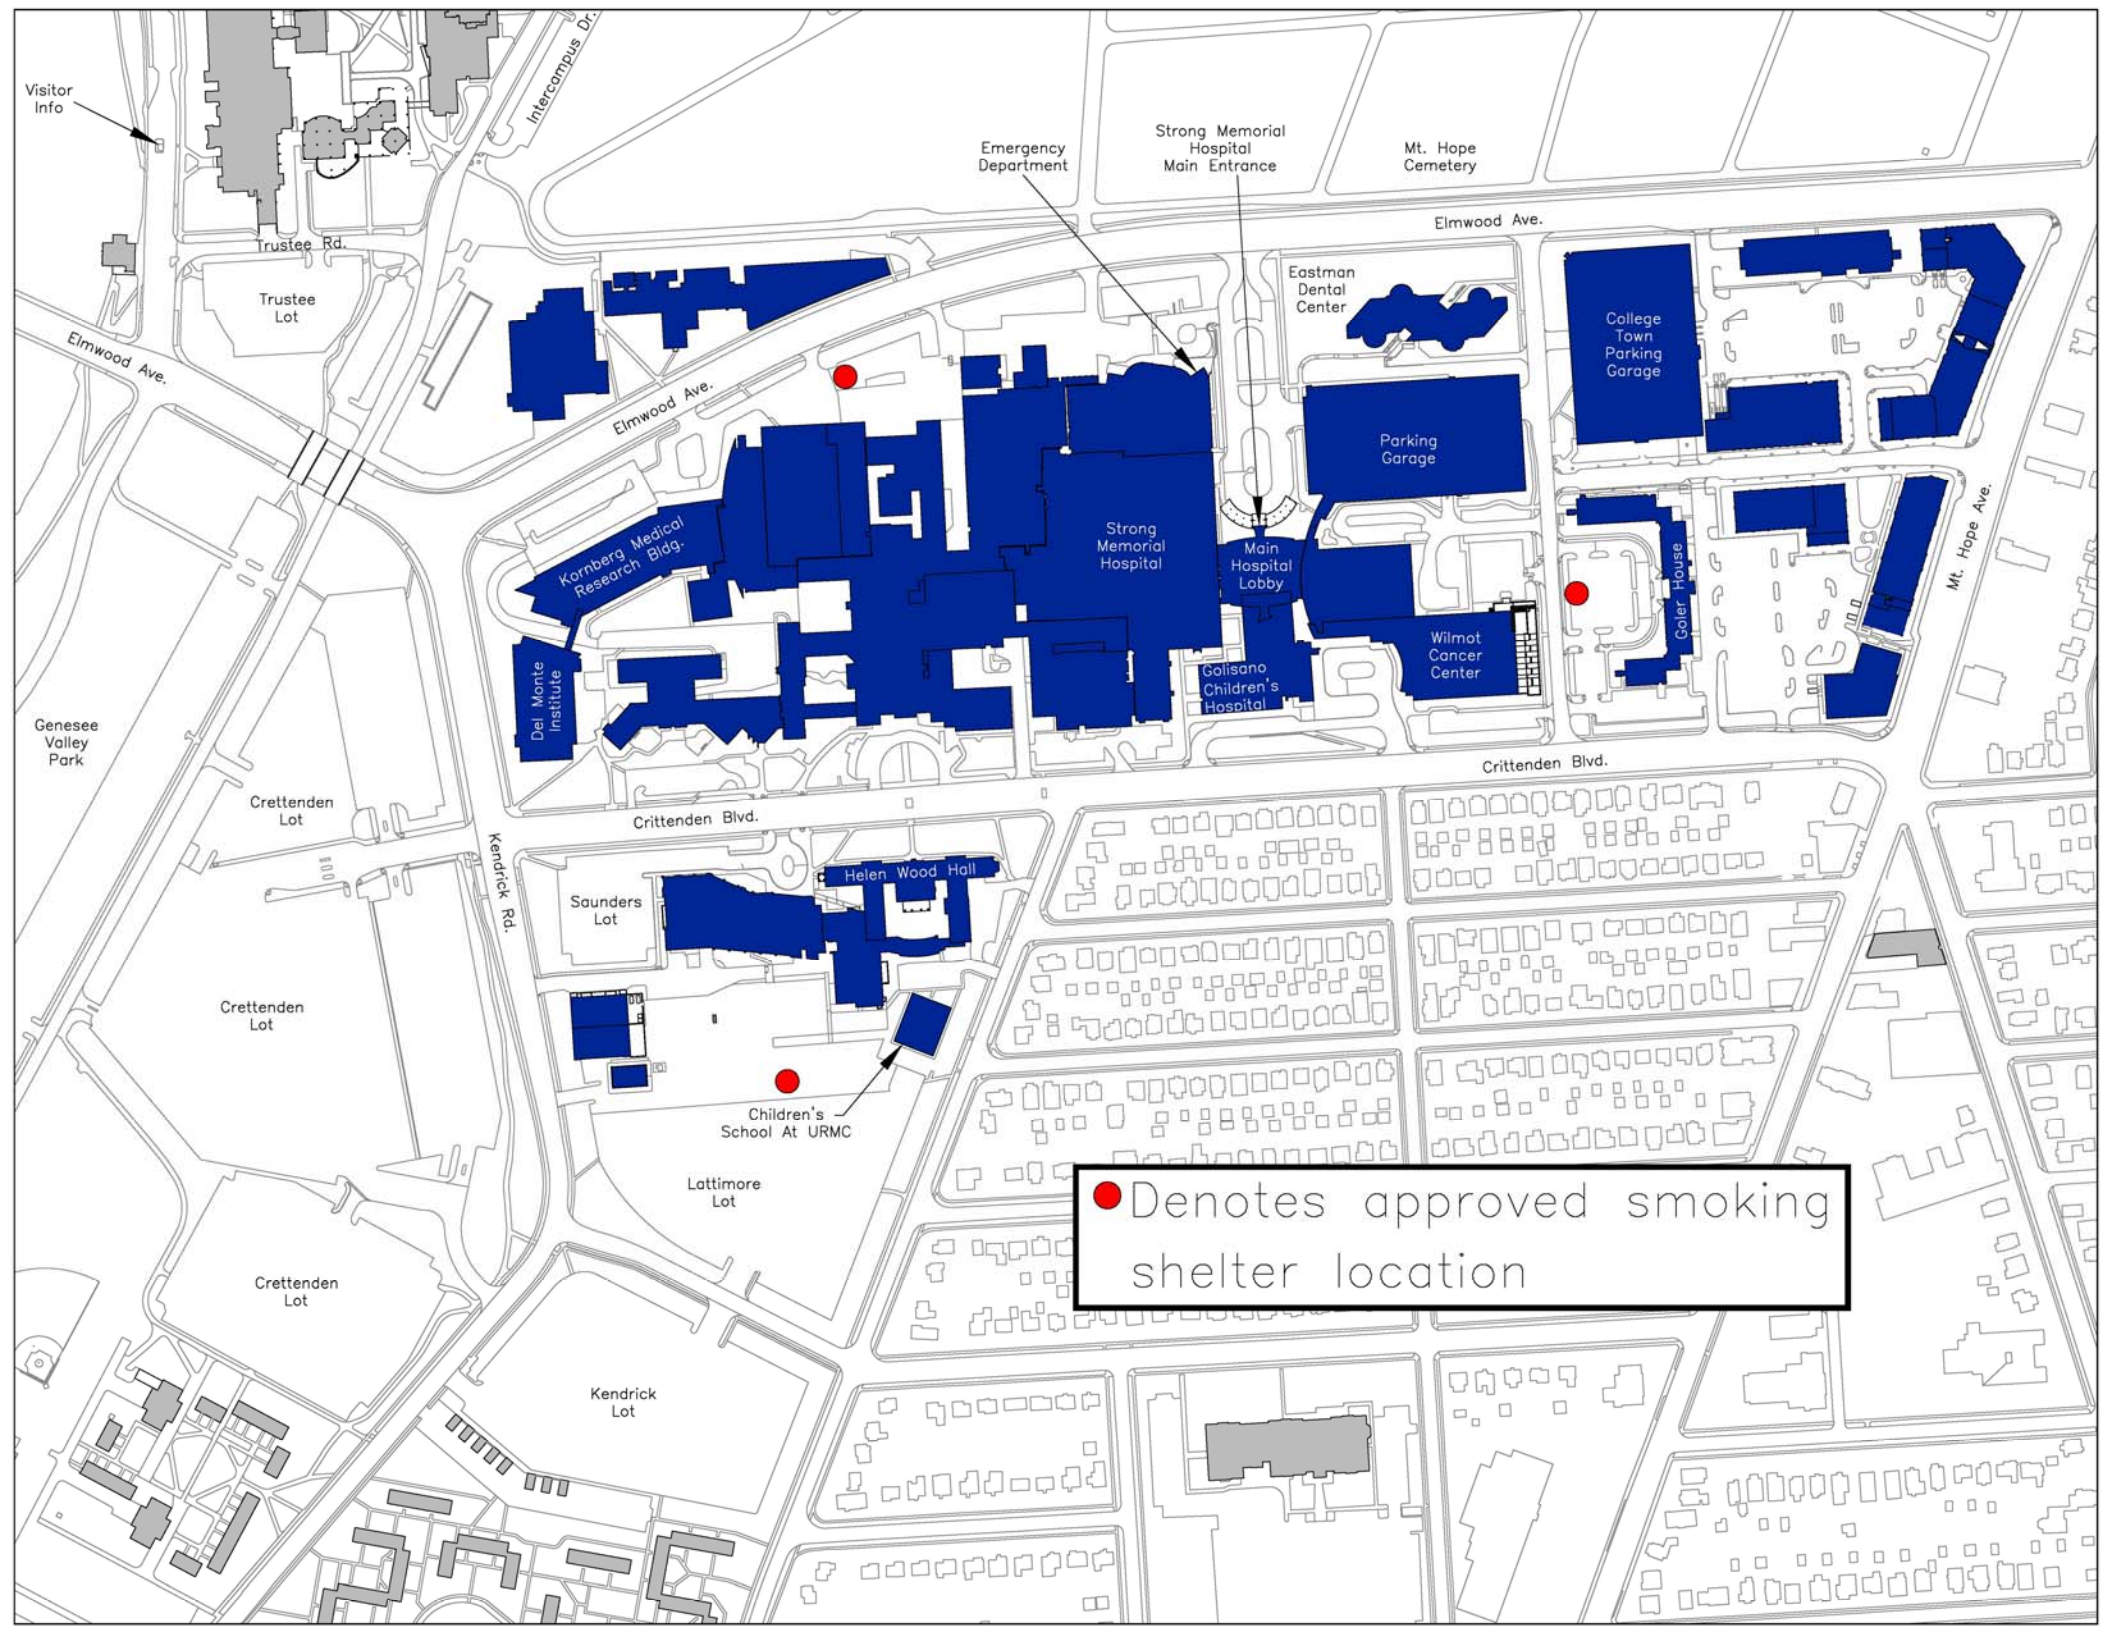 Intercampus Dr.
Visitor
Info
Emergency
Department
Strong Memorial
Hospital
Main Entrance
Mt. Hope
Cemetery
Elmwood Ave.
Trustee Rd.
Trustee
Lot
Eastman
Dental
Center
College
Town
Parking
Garage
Elmwood Ave.
Elmwood Ave.
Parking
Garage
Strong
Memorial
Hospital
Kornberg Medical
Research Bldg.
Main
Hospital
Lobby
Mt. Hope Ave.
Goler House
Wilmot
Cancer
Center
Golisano
Children's
Hospital
Del Monte
Institute
Genesee
Valley
Park
Crittenden Blvd.
Crettenden
Lot
Crittenden Blvd.
Kendrick Rd.
Helen Wood Hall
Saunders
Lot
Crettenden
Lot
Children's
School At URMC
Lattimore
Lot
Denotes approved smoking
shelter location
Crettenden
Lot
Kendrick
Lot